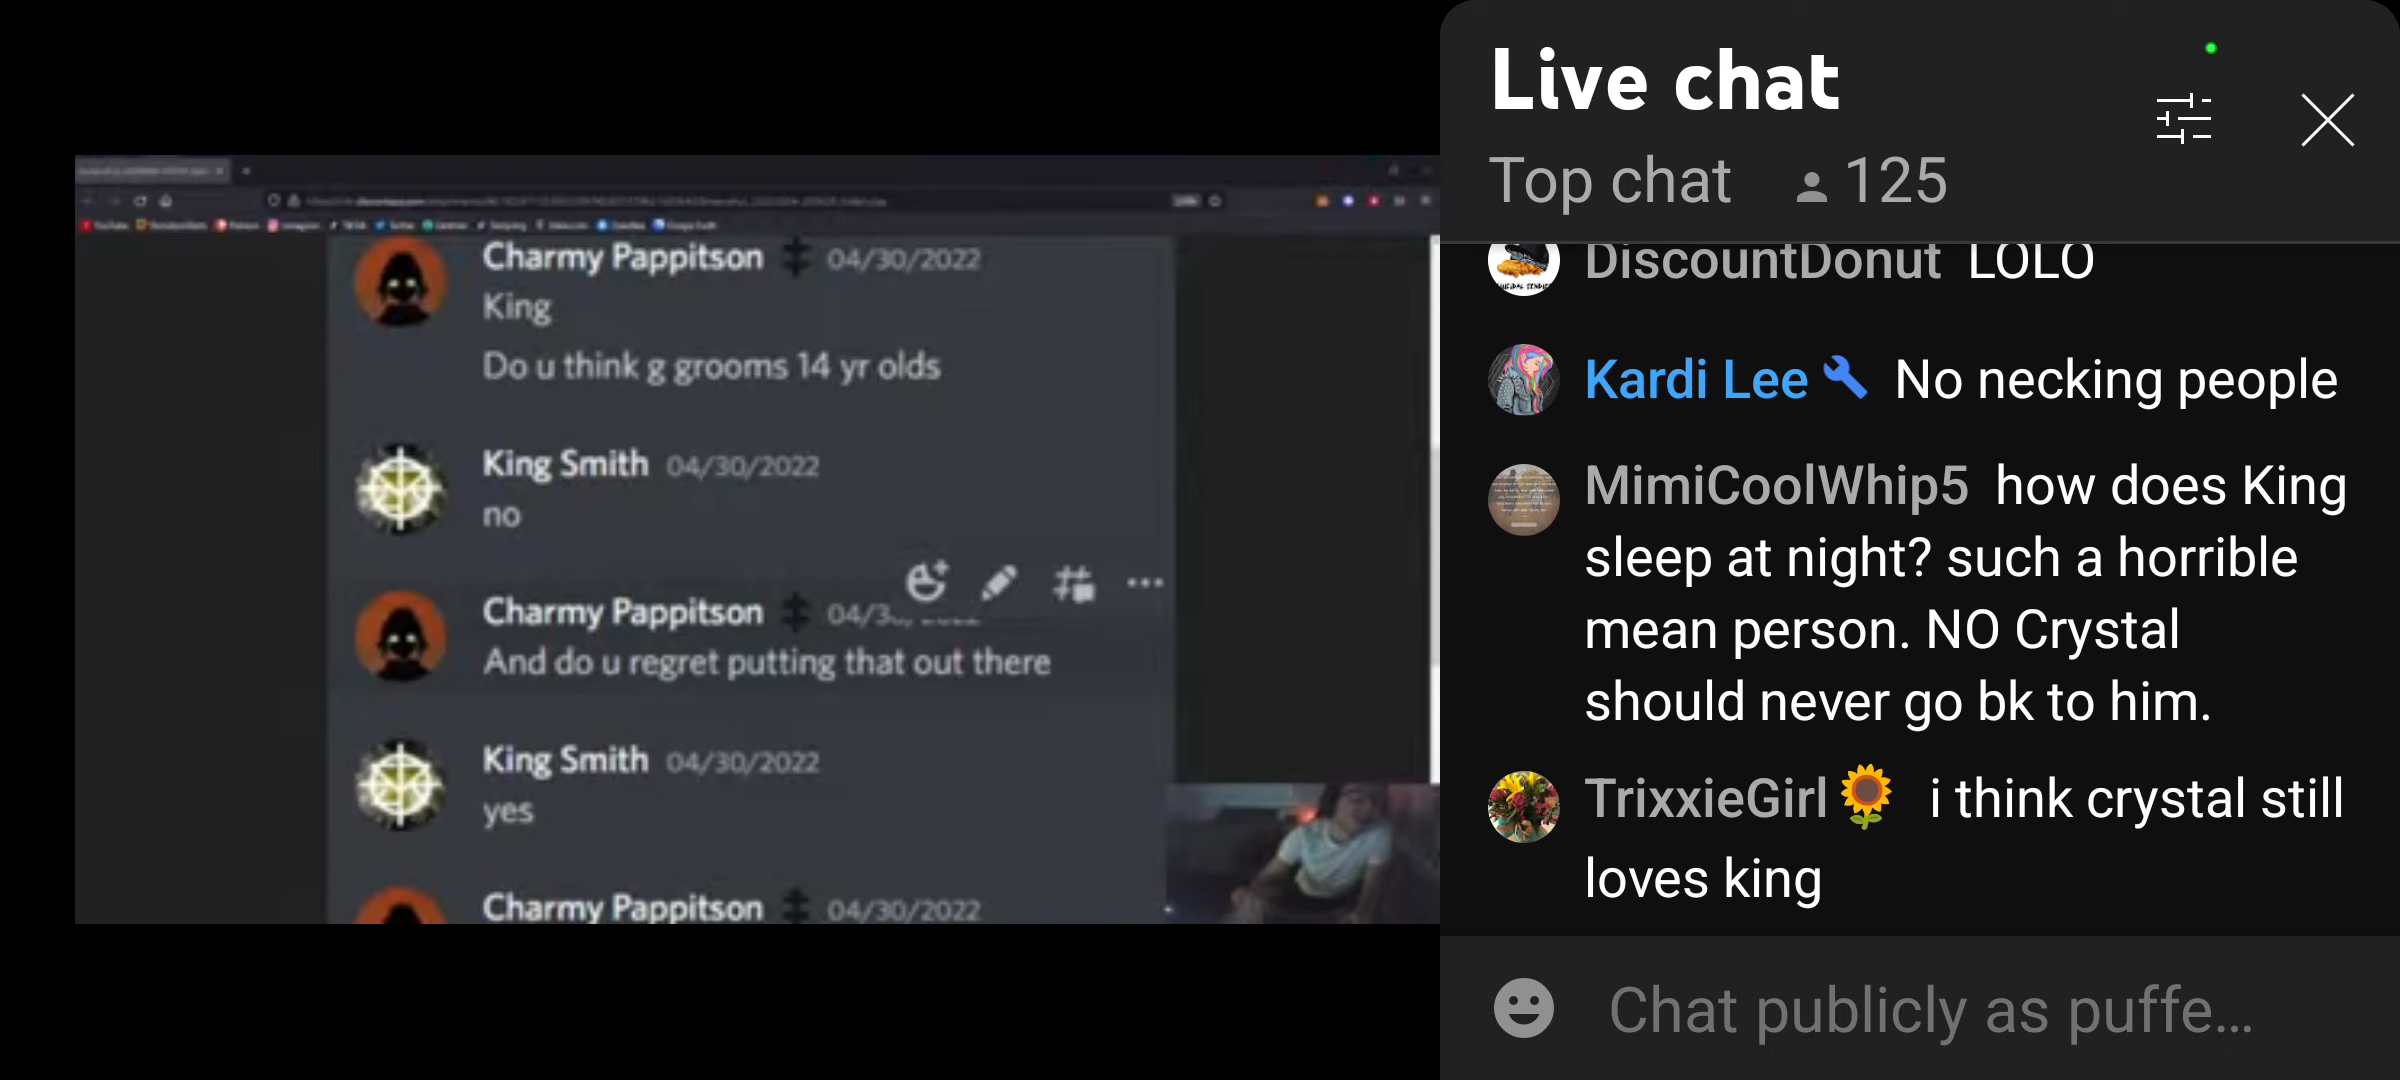 Charmy Pappitson 04/30/2022
King
Do u think g grooms 14 yr olds
King Smith 04/30/2022
no
Charmy Pappitson
And do u regret putting that out there
King Smith 04/30/2022
yes
Charmy Pappitson 04/30/2022
Live chat
Top chat 125
DiscountDonut LOLO
Kardi Lee No necking people
MimiCoolWhip5 how does King
sleep at night? such a horrible
mean person. NO Crystal
should never go bk to him.
TrixxieGirl🌻 i think crystal still
loves king
Chat publicly as puffe...